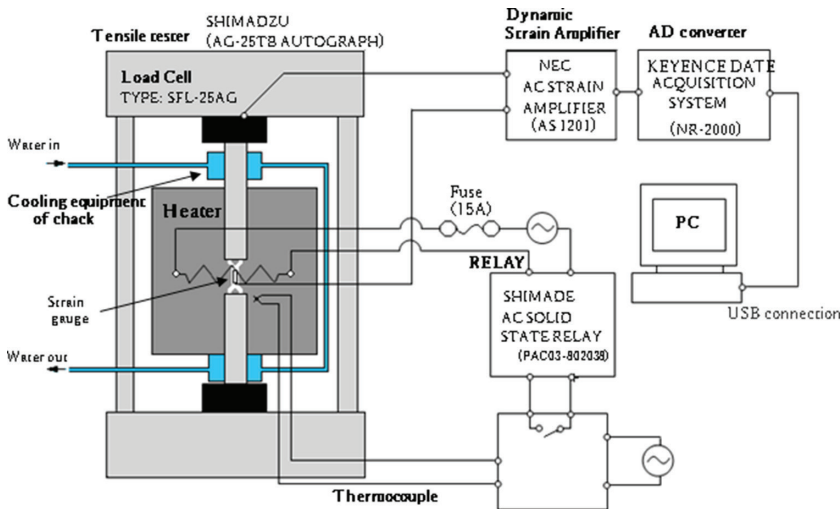 Tensile tester
SHIMADZU
(AG-25TB AUTOGRAPH)
Load Cell
TYPE: SFL-25AG
Dynamic
Strain Amplifier
NEC
AC STRAIN
AMPLIFIER
(AS 1201)
AD converter
KEYENCE DATE
ACQUISITION
SYSTEM
(NR-2000)
Water in
Cooling equipment
of chack
Heater
Fuse
(15A)
PC
RELAY
Strain
gauge
SHIMADE
AC SOLID
STATE RELAY
(PAC03-802038)
USB connection
Water out
Thermocouple